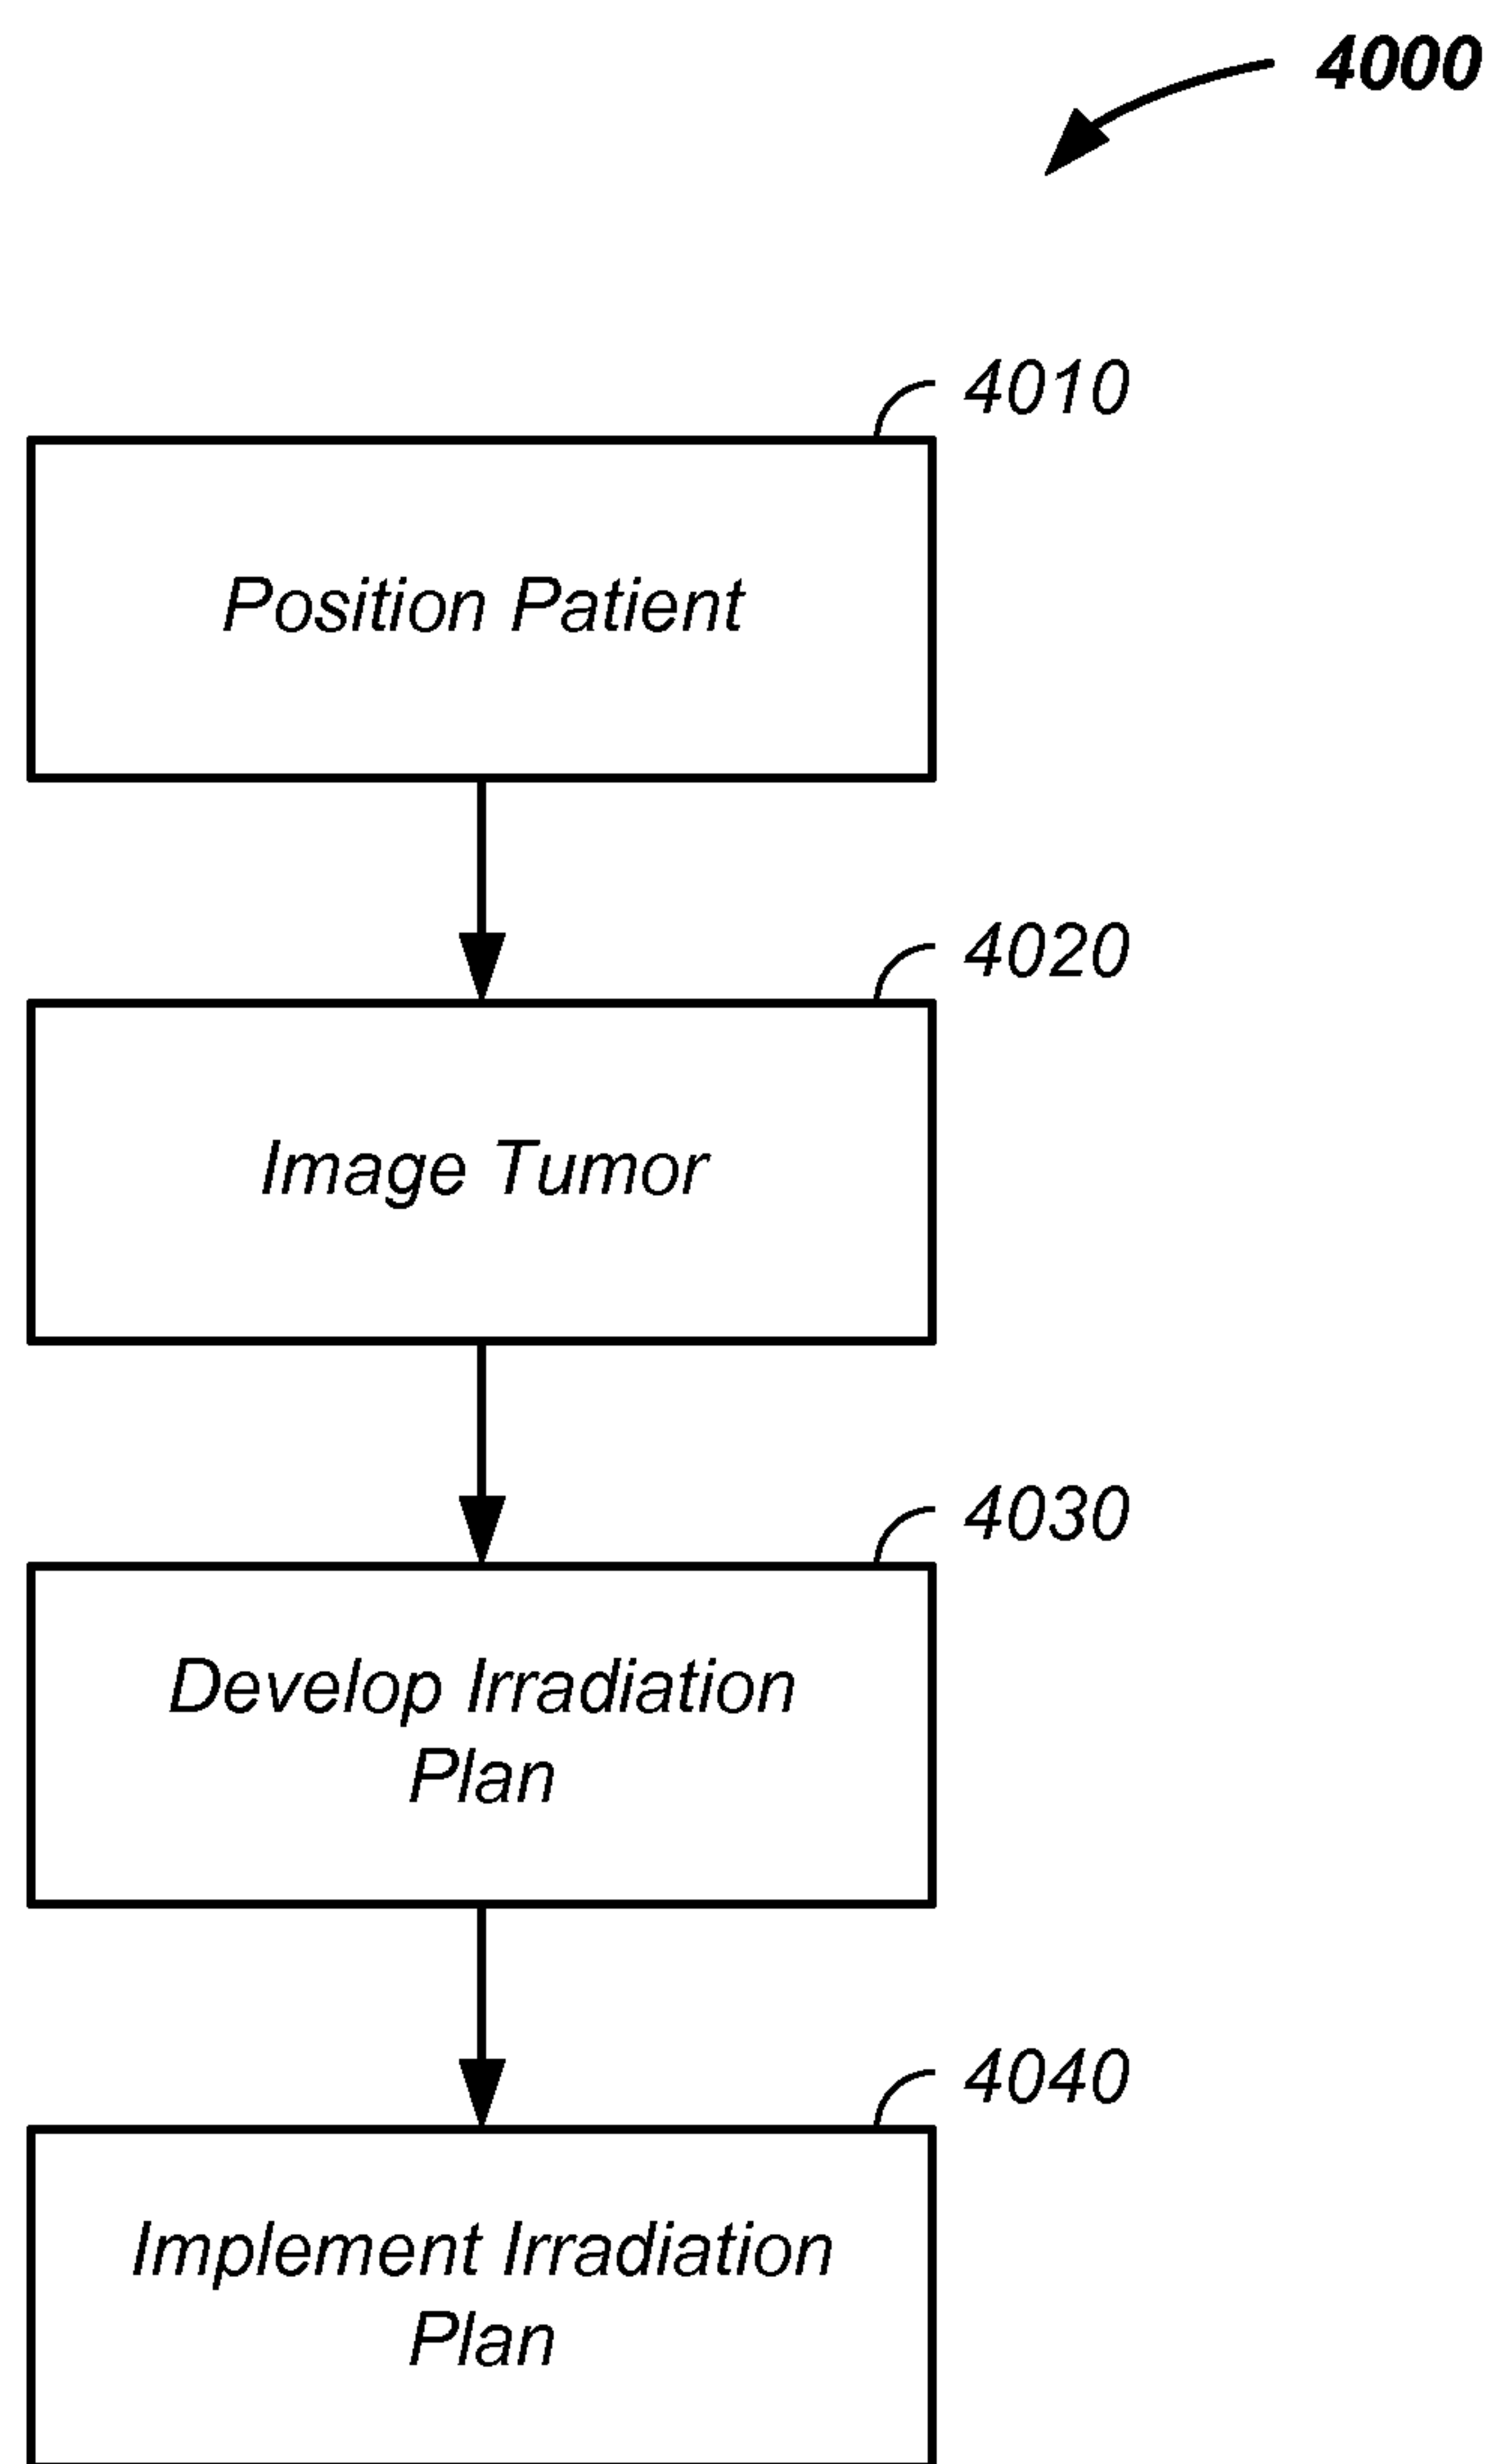 4000
4010
Position Patient
4020
Image Tumor
4030
Develop Irradiation
Plan
4040
Implement Irradiation
Plan